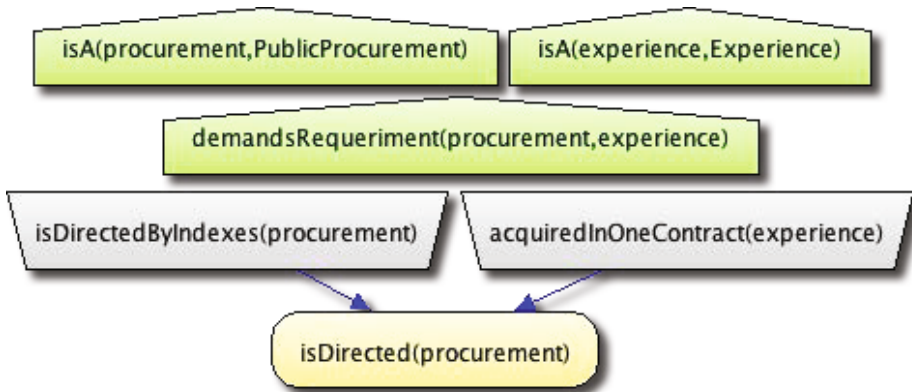 isA(procurement,PublicProcurement)
isA(experience,Experience)
demandsRequeriment(procurement,experience)
isDirectedByIndexes(procurement)
acquiredInOneContract(experience)
isDirected(procurement)